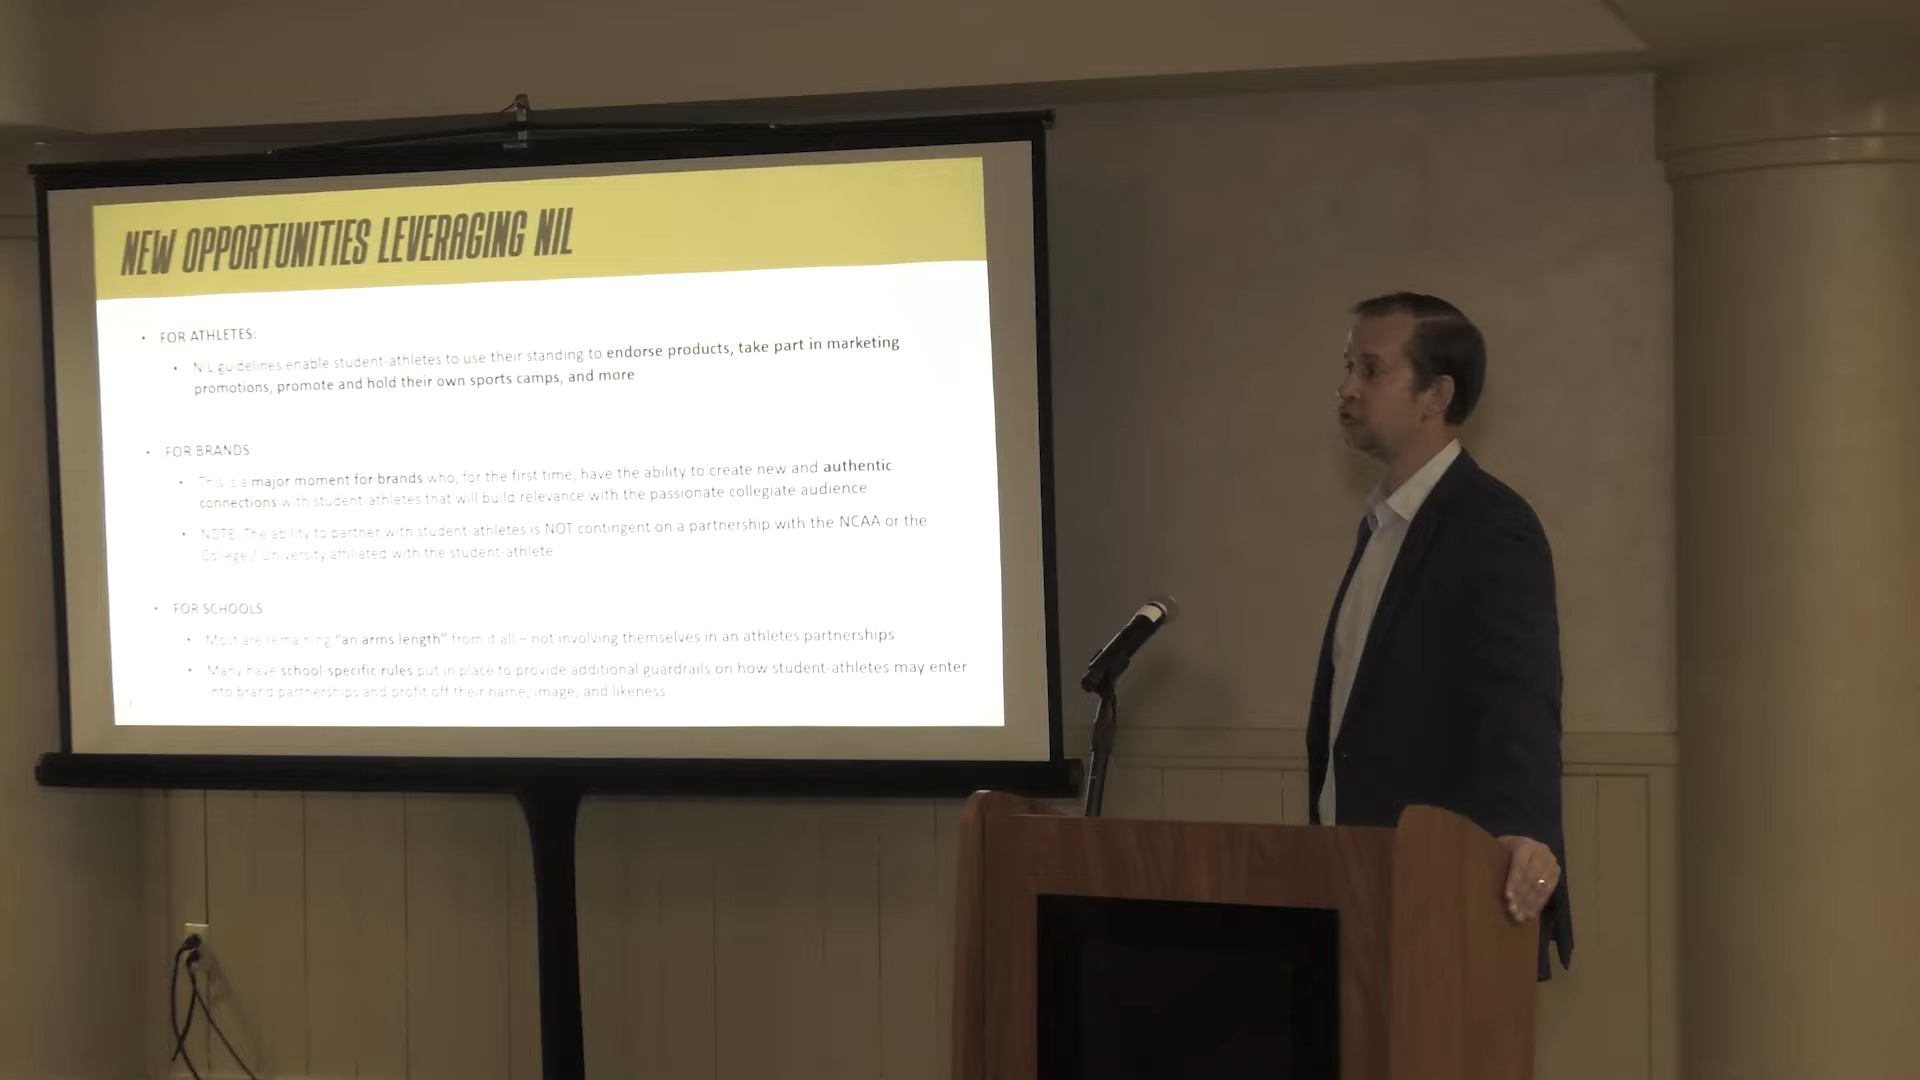 NEW OPPORTUNITIES LEVERAGING NIL
• FOR ATHLETES:
• NIL guidelines enable student-athletes to use their standing to endorse products, take part in marketing
promotions, promote and hold their own sports camps, and more
• FOR BRANDS
• This is a major moment for brands who, for the first time, have the ability to create new and authentic
connections with student-athletes that will build relevance with the passionate collegiate audience
• NOTE: The ability to partner with student-athletes is NOT contingent on a partnership with the NCAA or the
College / University affiliated with the student-athlete
• FOR SCHOOLS
• Most are remaining "an arms length" from it all – not involving themselves in an athletes partnerships
• Many have school-specific rules put in place to provide additional guardrails on how student-athletes may enter
into brand partnerships and profit off their name, image, and likeness